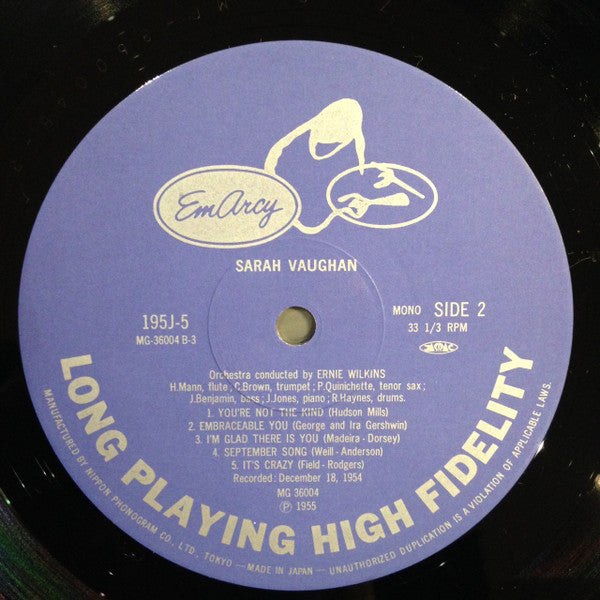 EmArcy
SARAH VAUGHAN
195J-5
MG-36004 B-3
MONO SIDE 2
33 1/3 RPM
Orchestra conducted by ERNIE WILKINS
H.Mann, flute; C.Brown, trumpet; P.Quinichette, tenor sax;
J.Benjamin, bass; J.Jones, piano; R.Haynes, drums.
1. YOU'RE NOT THE KIND (Hudson Mills)
2. EMBRACEABLE YOU (George and Ira Gershwin)
3. I'M GLAD THERE IS YOU (Madeira-Dorsey)
4. SEPTEMBER SONG (Weill-Anderson)
5. IT'S CRAZY (Field-Rodgers)
Recorded: December 18, 1954
MG 36004
Ⓟ 1955
LONG PLAYING HIGH FIDELITY
MANUFACTURED BY NIPPON PHONOGRAM CO., LTD., TOKYO — MADE IN JAPAN — UNAUTHORIZED DUPLICATION IS A VIOLATION OF APPLICABLE LAWS.